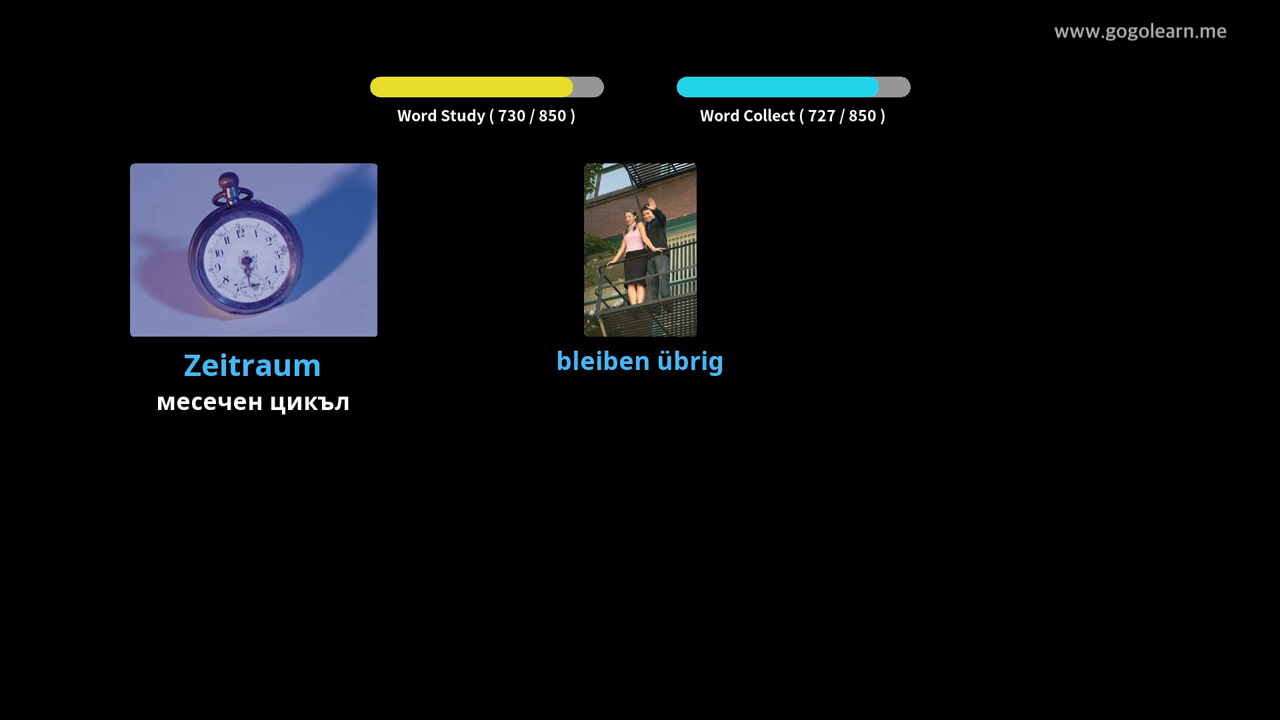 www.gogolearn.me
Word Study ( 730 / 850 )
Word Collect ( 727 / 850 )
Zeitraum
месечен цикъл
bleiben übrig